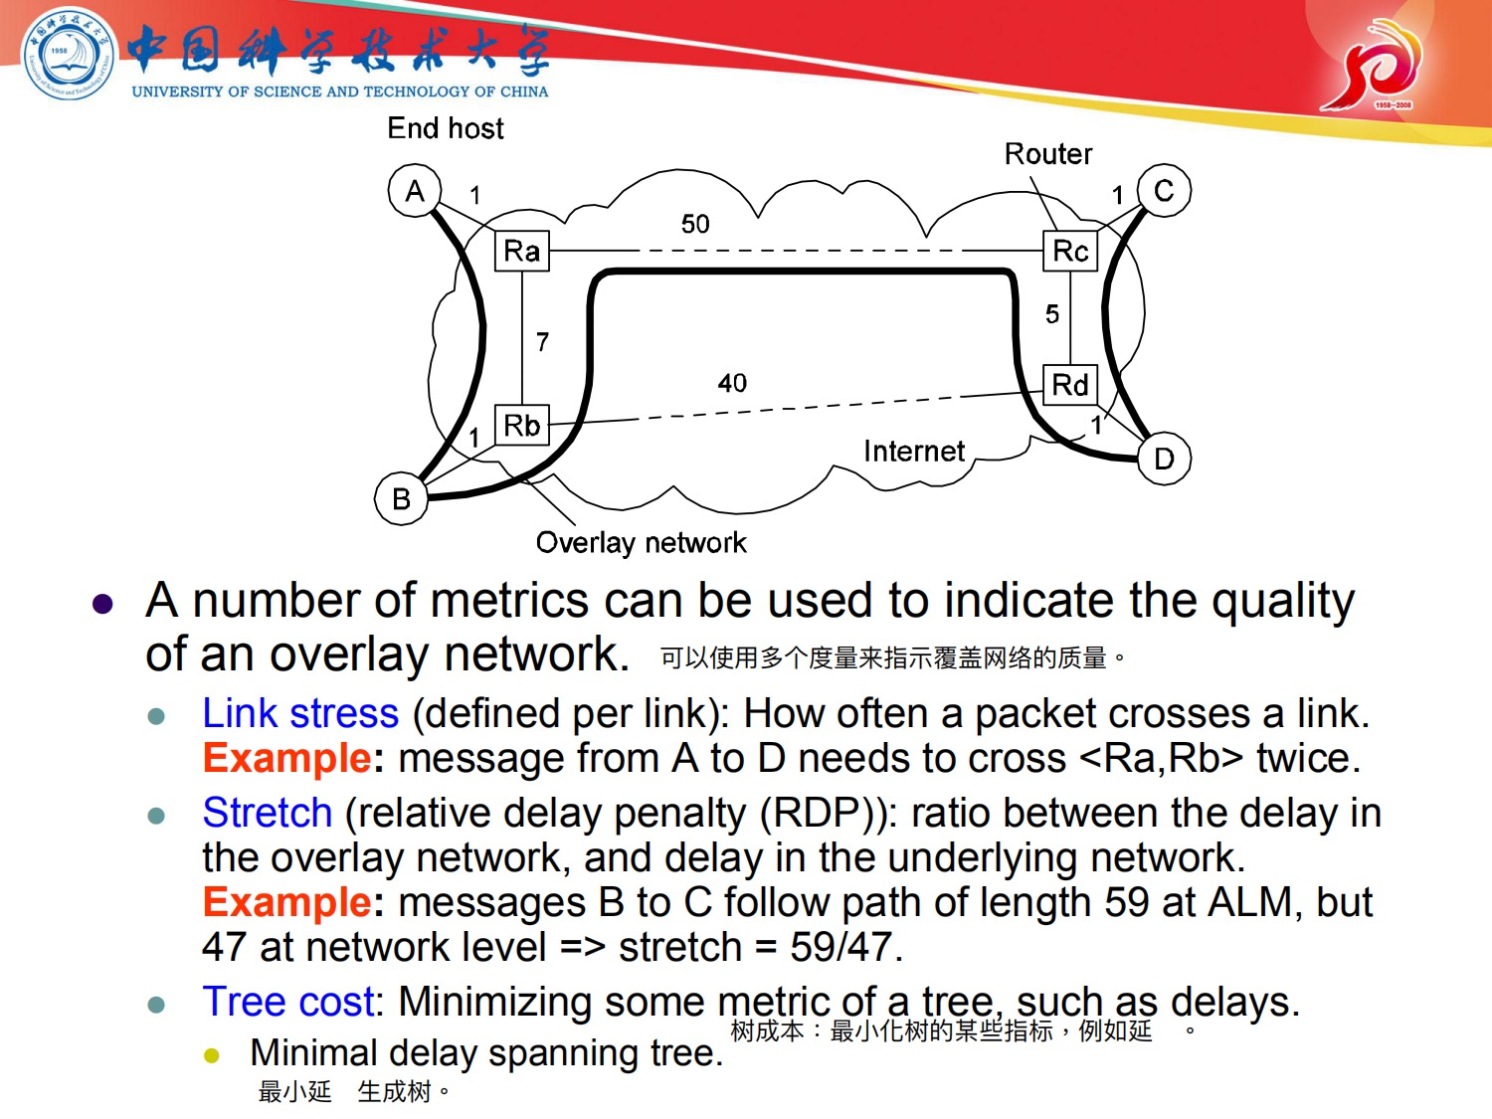 中国科学技术大学
UNIVERSITY OF SCIENCE AND TECHNOLOGY OF CHINA
1958
1958-2008
End host
Router
A
1
1
C
50
Ra
Rc
7
5
40
Rd
Rb
1
1
Internet
D
B
Overlay network
A number of metrics can be used to indicate the quality
of an overlay network. 可以使用多个度量来指示覆盖网络的质量。
Link stress (defined per link): How often a packet crosses a link.
Example: message from A to D needs to cross <Ra,Rb> twice.
Stretch (relative delay penalty (RDP)): ratio between the delay in
the overlay network, and delay in the underlying network.
Example: messages B to C follow path of length 59 at ALM, but
47 at network level => stretch = 59/47.
Tree cost: Minimizing some metric of a tree, such as delays.
树成本：最小化树的某些指标，例如延 。
Minimal delay spanning tree.
最小延 生成树。